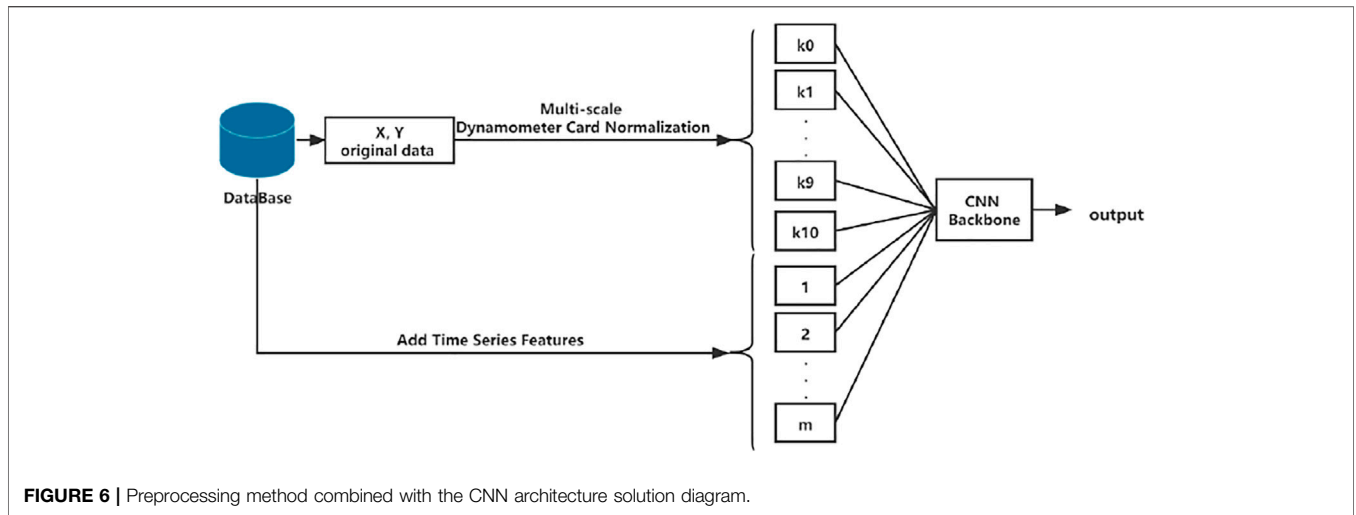 DataBase
X, Y
original data
Multi-scale
Dynamometer Card Normalization
Add Time Series Features
k0
k1
.
.
.
k9
k10
1
2
.
.
.
m
CNN
Backbone
output
FIGURE 6 | Preprocessing method combined with the CNN architecture solution diagram.